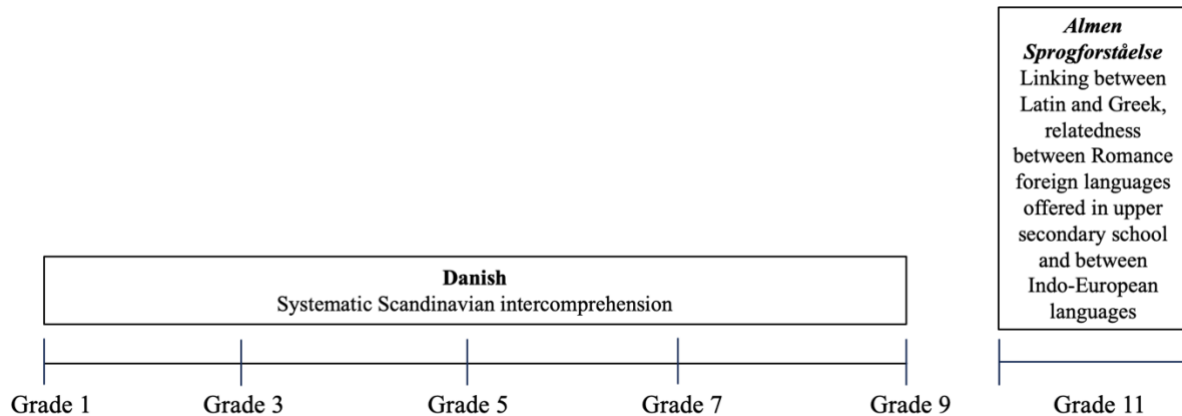 Almen
Sprogforståelse
Linking between
Latin and Greek,
relatedness
between Romance
foreign languages
offered in upper
secondary school
and between
Indo-European
languages
Danish
Systematic Scandinavian intercomprehension
Grade 1
Grade 3
Grade 5
Grade 7
Grade 9
Grade 11